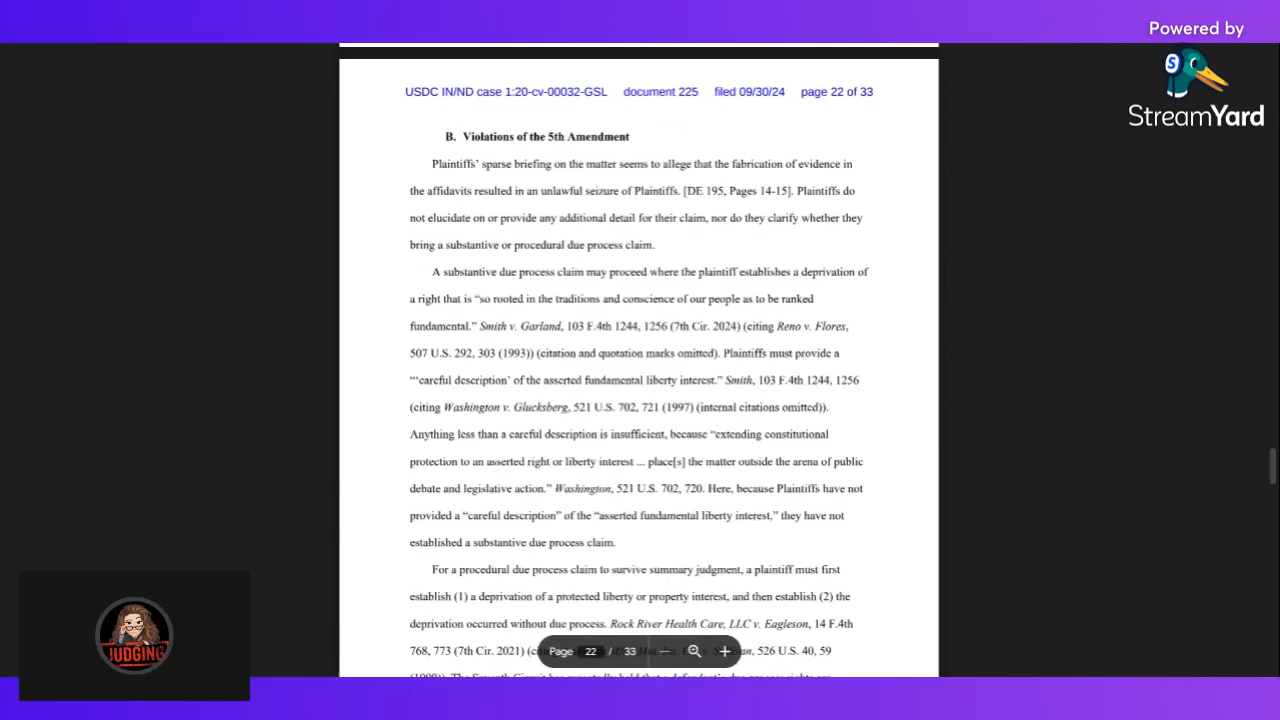 Powered by
StreamYard
USDC IN/ND case 1:20-cv-00032-GSL document 225 filed 09/30/24 page 22 of 33
B. Violations of the 5th Amendment
Plaintiffs' sparse briefing on the matter seems to allege that the fabrication of evidence in
the affidavits resulted in an unlawful seizure of Plaintiffs. [DE 195, Pages 14-15]. Plaintiffs do
not elucidate on or provide any additional detail for their claim, nor do they clarify whether they
bring a substantive or procedural due process claim.
A substantive due process claim may proceed where the plaintiff establishes a deprivation of
a right that is "so rooted in the traditions and conscience of our people as to be ranked
fundamental." Smith v. Garland, 103 F.4th 1244, 1256 (7th Cir. 2024) (citing Reno v. Flores,
507 U.S. 292, 303 (1993)) (citation and quotation marks omitted). Plaintiffs must provide a
"'careful description' of the asserted fundamental liberty interest." Smith, 103 F.4th 1244, 1256
(citing Washington v. Glucksberg, 521 U.S. 702, 721 (1997) (internal citations omitted)).
Anything less than a careful description is insufficient, because "extending constitutional
protection to an asserted right or liberty interest ... place[s] the matter outside the arena of public
debate and legislative action." Washington, 521 U.S. 702, 720. Here, because Plaintiffs have not
provided a "careful description" of the "asserted fundamental liberty interest," they have not
established a substantive due process claim.
For a procedural due process claim to survive summary judgment, a plaintiff must first
establish (1) a deprivation of a protected liberty or property interest, and then establish (2) the
deprivation occurred without due process. Rock River Health Care, LLC v. Eagleson, 14 F.4th
768, 773 (7th Cir. 2021) 526 U.S. 40, 59
Page 22 / 33
JUDGING